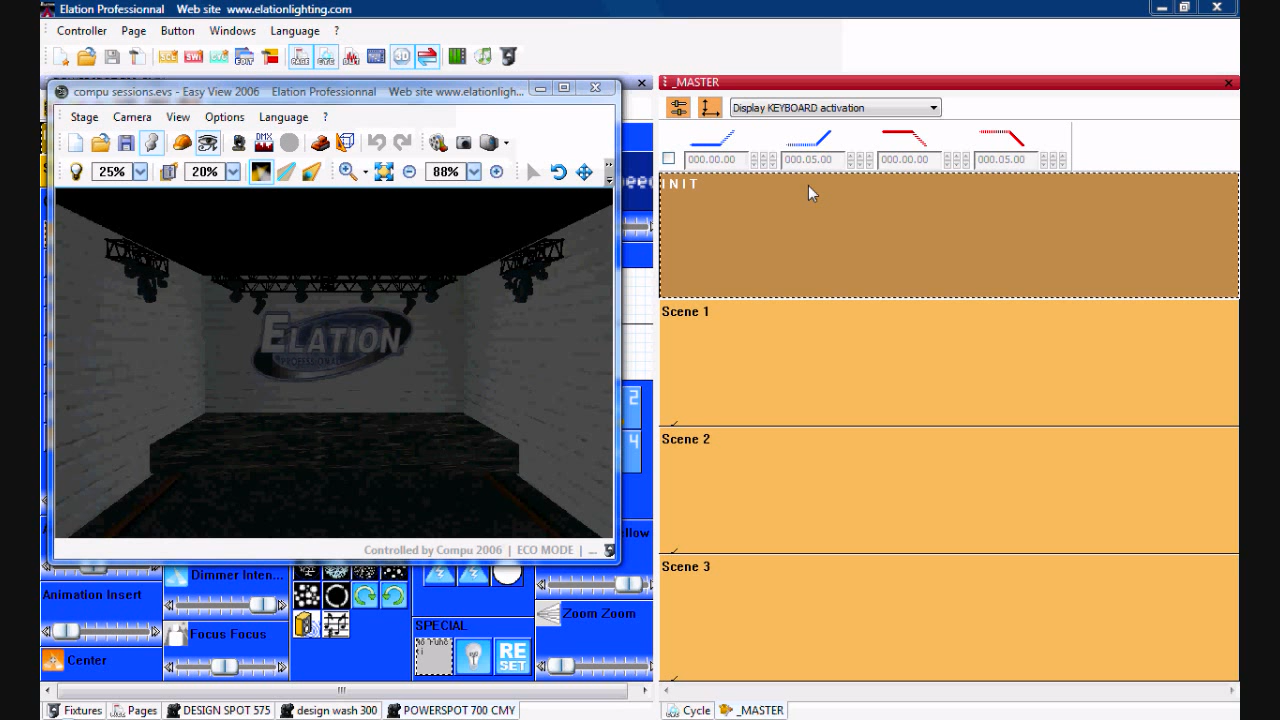 Elation Professionnal    Web site  www.elationlighting.com
Controller  Page  Button  Windows  Language  ?
_MASTER
compu sessions.evs - Easy View 2006    Elation Professionnal    Web site www.elationligh...
Display KEYBOARD activation
Stage  Camera  View  Options  Language  ?
DMX
000.00.00  000.05.00  000.00.00  000.05.00
25%  20%  88%
INIT
Scene 1
ELATION
PROFESSIONAL
2
Scene 2
4
Controlled by Compu 2006 | ECO MODE | ...
Scene 3
Dimmer Inten...
Animation Insert
Zoom Zoom
SPECIAL
Focus Focus
RE
SET
Center
Fixtures  Pages  DESIGN SPOT 575  design wash 300  POWERSPOT 700 CMY  Cycle  _MASTER